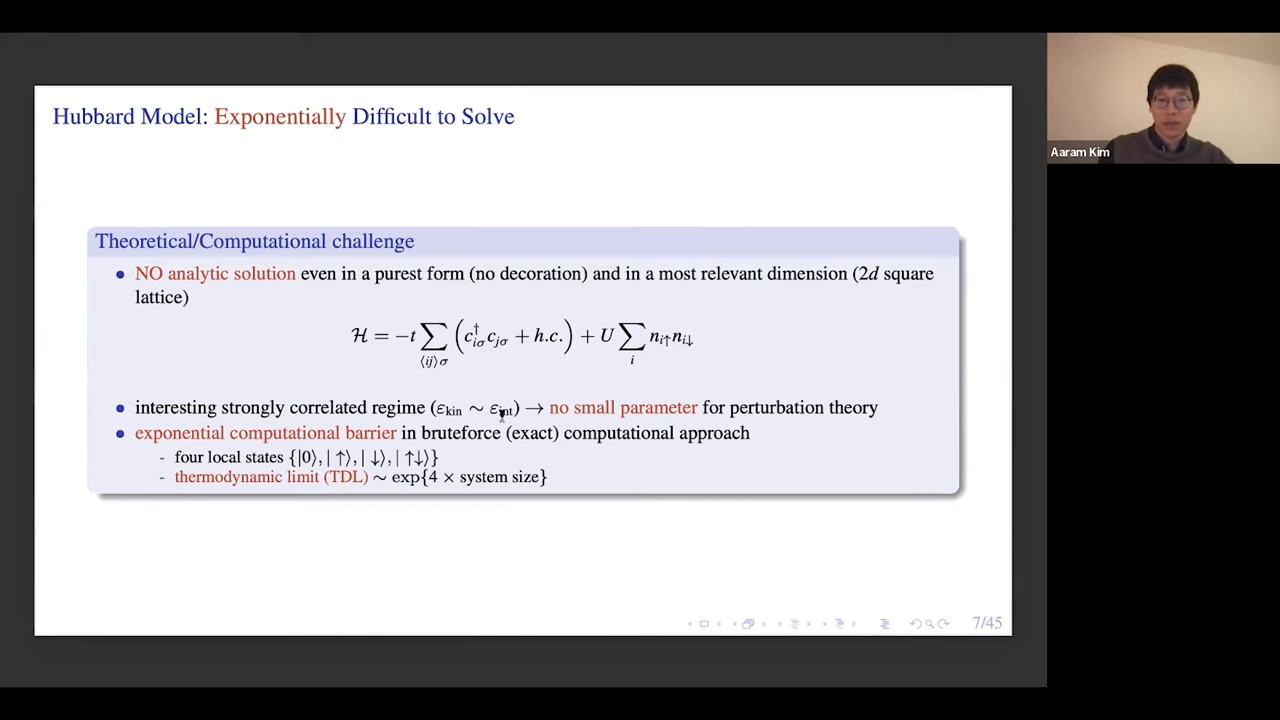 Hubbard Model: Exponentially Difficult to Solve
Theoretical/Computational challenge
• NO analytic solution even in a purest form (no decoration) and in a most relevant dimension (2d square
lattice)
ℋ = −t ∑⟨ij⟩σ (c†iσ cjσ + h.c.) + U ∑i ni↑ni↓
• interesting strongly correlated regime (εkin ∼ εint) → no small parameter for perturbation theory
• exponential computational barrier in bruteforce (exact) computational approach
- four local states {|0⟩, | ↑⟩, | ↓⟩, | ↑↓⟩}
- thermodynamic limit (TDL) ∼ exp{4 × system size}
7/45
Aaram Kim